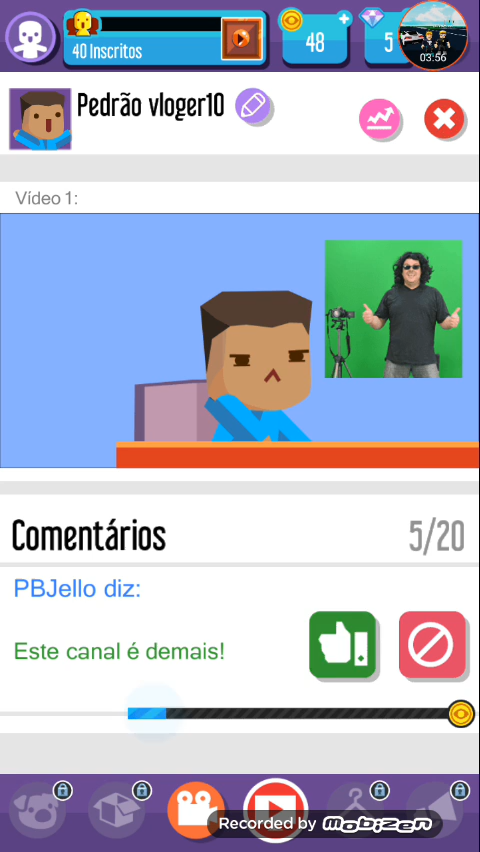 40 Inscritos
48
5
03:56
Pedrão vloger10
Vídeo 1:
Comentários
5/20
PBJello diz:
Este canal é demais!
Recorded by mobizen